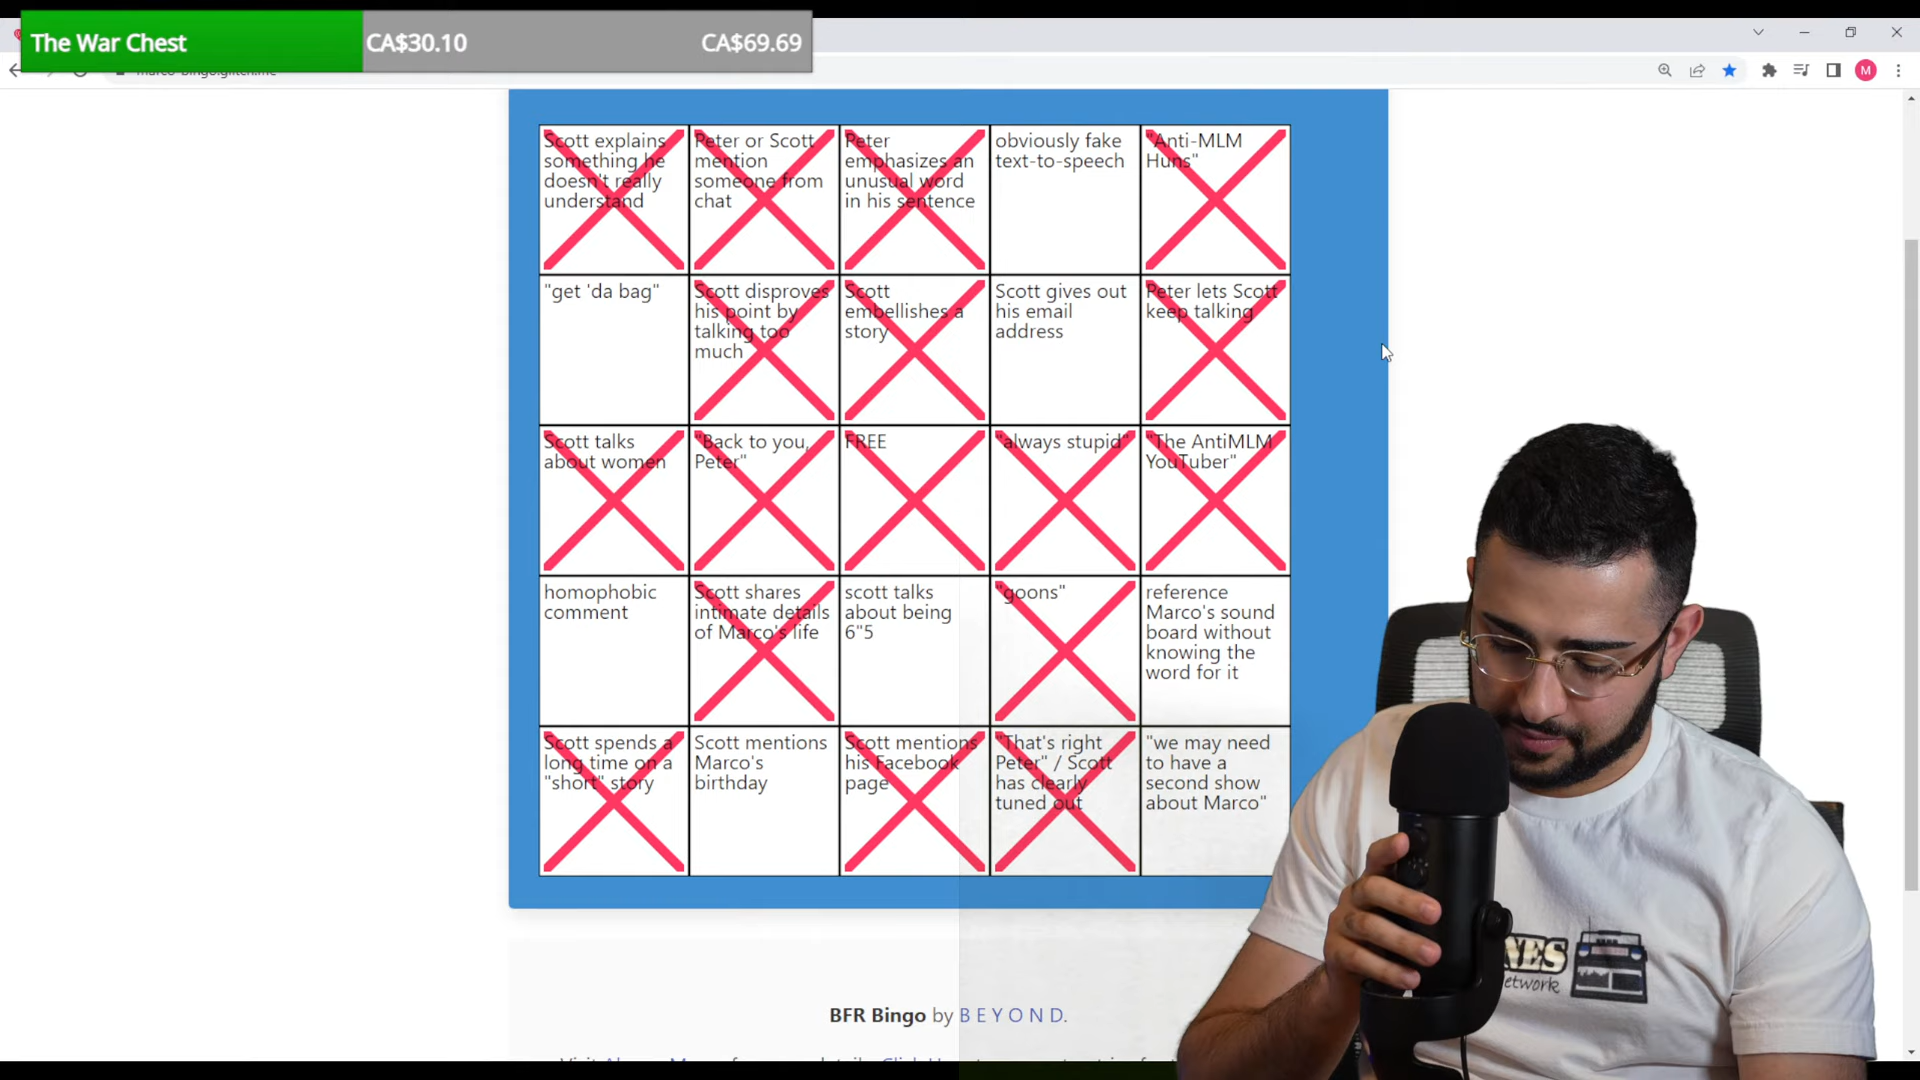 The War Chest
CA$30.10
CA$69.69
M
Scott explains
something he
doesn't really
understand
Peter or Scott
mention
someone from
chat
Peter
emphasizes an
unusual word
in his sentence
obviously fake
text-to-speech
"Anti-MLM
Huns"
"get 'da bag"
Scott disproves
his point by
talking too
much
Scott
embellishes a
story
Scott gives out
his email
address
Peter lets Scott
keep talking
Scott talks
about women
"Back to you,
Peter"
FREE
"always stupid"
"The AntiMLM
YouTuber"
homophobic
comment
Scott shares
intimate details
of Marco's life
scott talks
about being
6"5
"goons"
reference
Marco's sound
board without
knowing the
word for it
Scott spends a
long time on a
"short" story
Scott mentions
Marco's
birthday
Scott mentions
his Facebook
page
"That's right
Peter" / Scott
has clearly
tuned out
"we may need
to have a
second show
about Marco"
BFR Bingo by B E Y O N D.